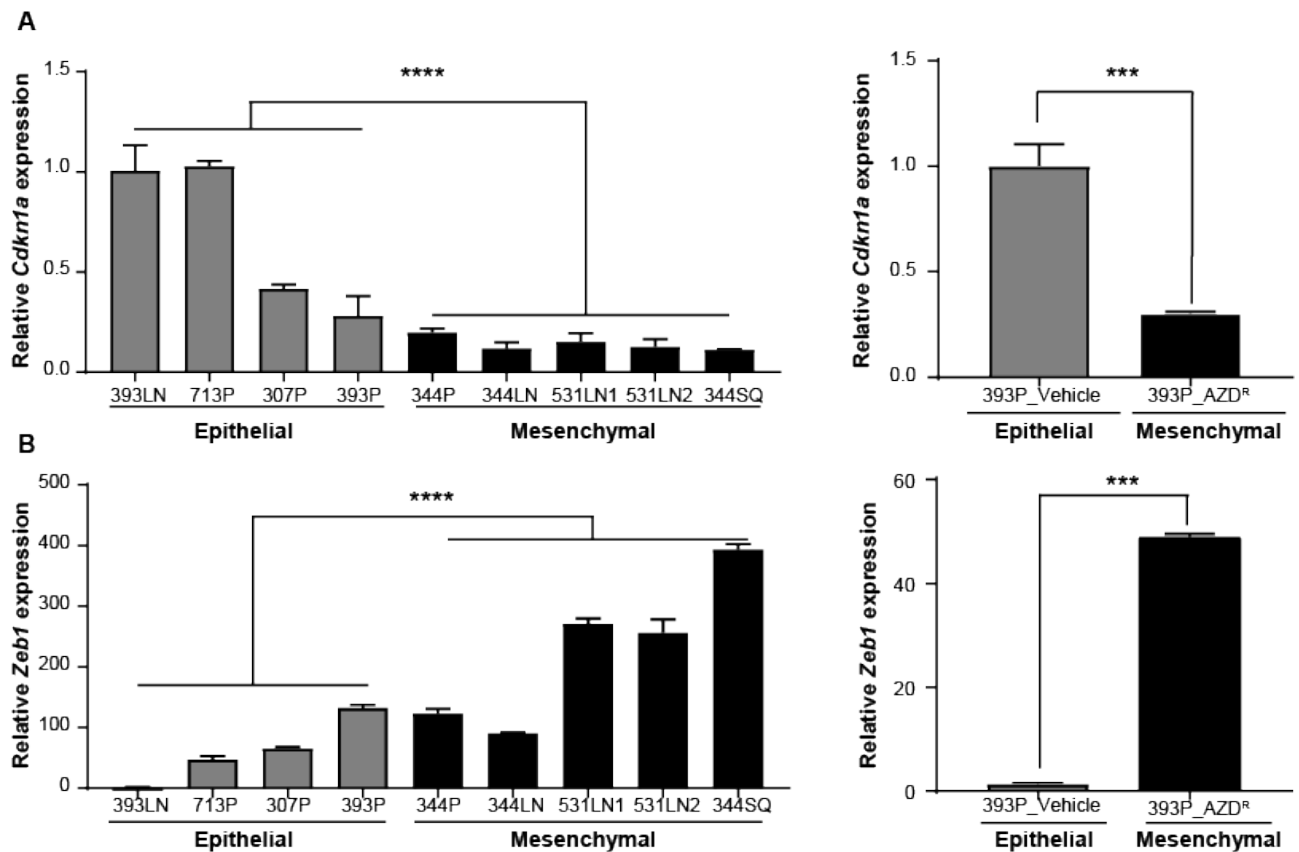 A
Relative Cdkn1a expression
1.5
1.0
0.5
0.0
****
393LN 713P 307P 393P 344P 344LN 531LN1 531LN2 344SQ
Epithelial Mesenchymal
Relative Cdkn1a expression
1.5
1.0
0.5
0.0
***
393P_Vehicle 393P_AZDᴿ
Epithelial Mesenchymal
B
Relative Zeb1 expression
500
400
300
200
100
0
****
393LN 713P 307P 393P 344P 344LN 531LN1 531LN2 344SQ
Epithelial Mesenchymal
Relative Zeb1 expression
60
40
20
0
***
393P_Vehicle 393P_AZDᴿ
Epithelial Mesenchymal